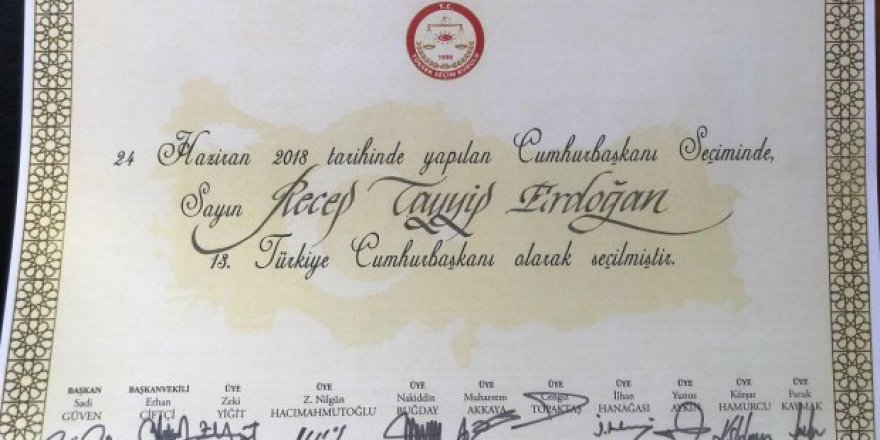 T.C.
1950
YÜKSEK SEÇİM KURULU
24 Haziran 2018 tarihinde yapılan Cumhurbaşkanı Seçiminde,
Sayın Recep Tayyip Erdoğan
13. Türkiye Cumhurbaşkanı olarak seçilmiştir.
BAŞKAN BAŞKANVEKİLİ ÜYE ÜYE ÜYE ÜYE ÜYE ÜYE ÜYE ÜYE ÜYE
Sadi Erhan Zeki Z. Nilgün Nakiddin Muharrem Cengiz İlhan Yunus Kürşat Faruk
GÜVEN ÇİFTÇİ YİĞİT HACIMAHMUTOĞLU BUĞDAY AKKAYA TOPAKTAŞ HANAĞASI AYKIN HAMURCU KAYMAK